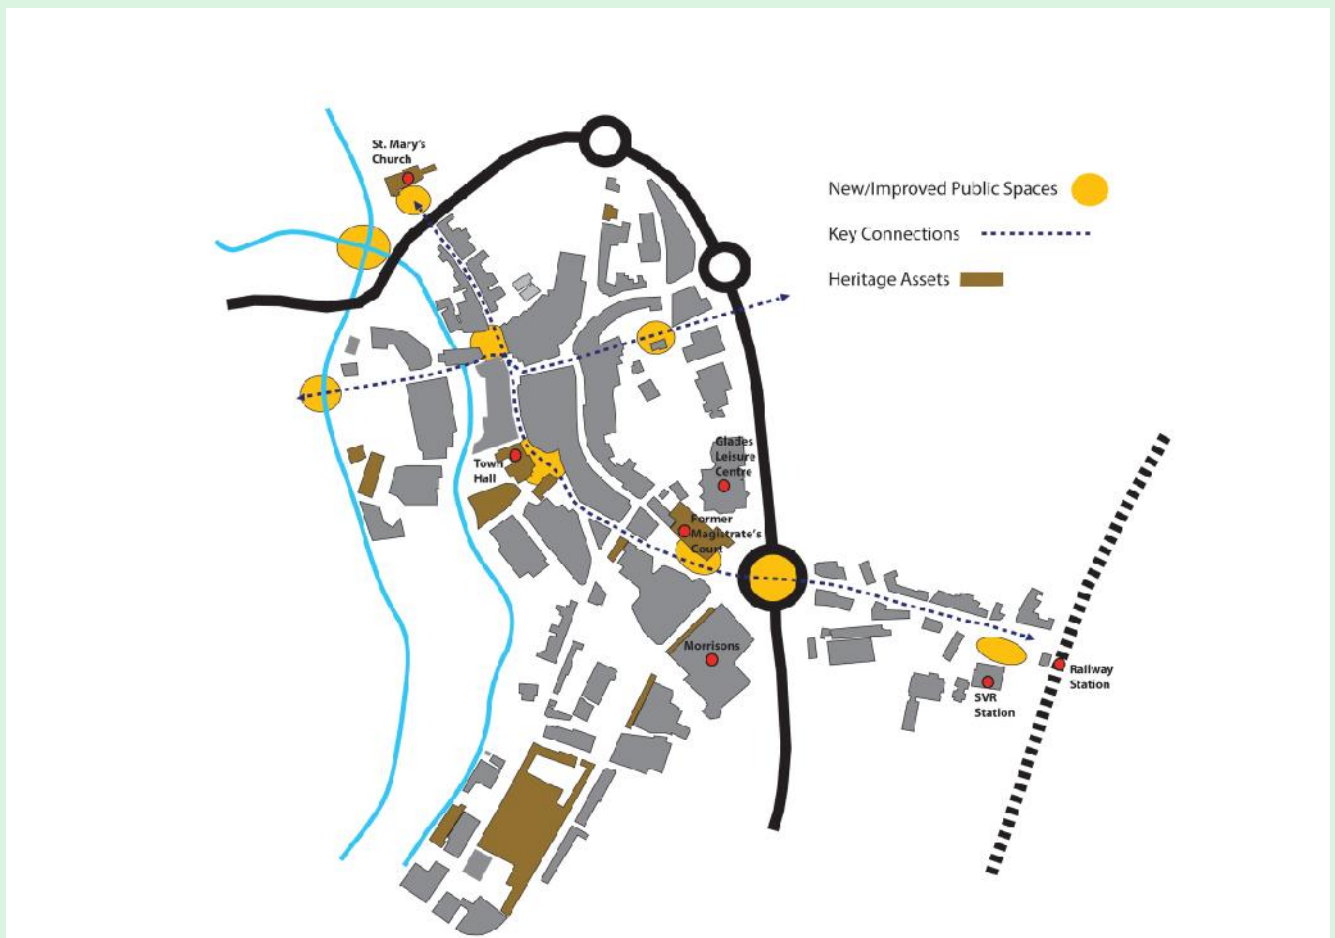 St. Mary's
Church
New/Improved Public Spaces
Key Connections
Heritage Assets
Glades
Leisure
Centre
Town
Hall
Former
Magistrate's
Court
Morrisons
Railway
Station
SVR
Station